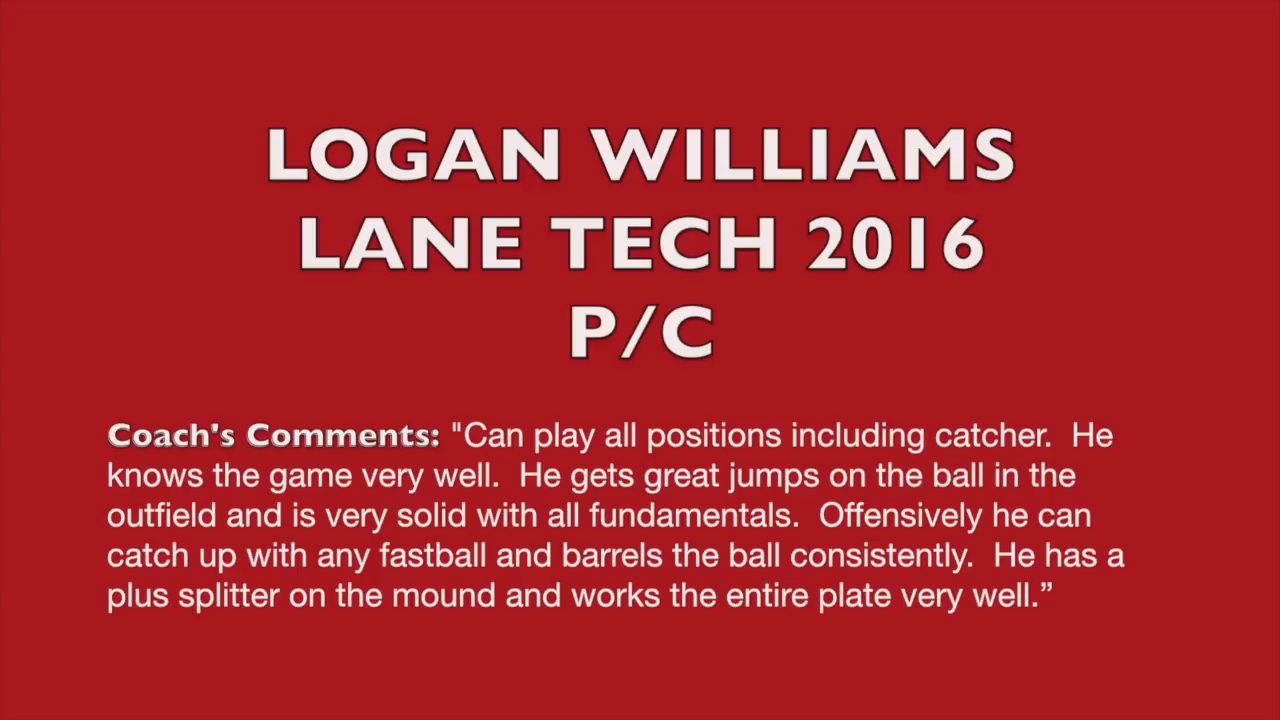 LOGAN WILLIAMS
LANE TECH 2016
P/C
Coach's Comments: "Can play all positions including catcher.  He
knows the game very well.  He gets great jumps on the ball in the
outfield and is very solid with all fundamentals.  Offensively he can
catch up with any fastball and barrels the ball consistently.  He has a
plus splitter on the mound and works the entire plate very well.”